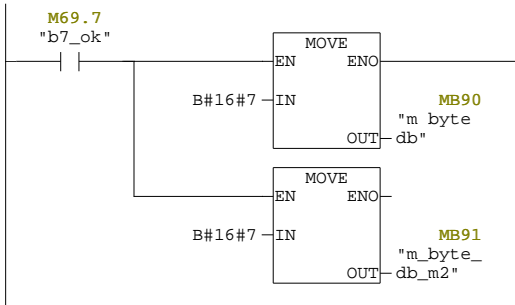 M69.7
"b7_ok"
MOVE
EN ENO
B#16#7 IN MB90
"m byte
OUT db"
MOVE
EN ENO
B#16#7 IN MB91
"m_byte_
OUT db_m2"